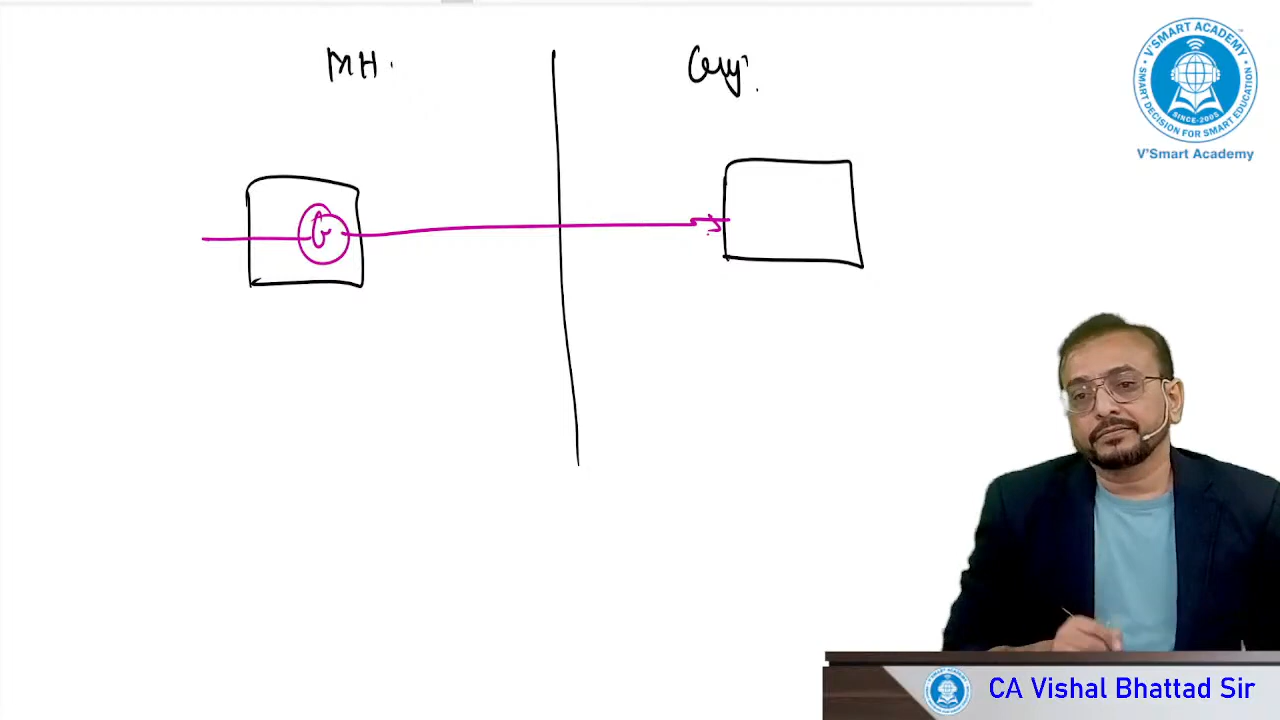 MH.
Guj.
G
V'SMART ACADEMY
SMART DECISION FOR SMART EDUCATION
SINCE-2005
V'Smart Academy
CA Vishal Bhattad Sir